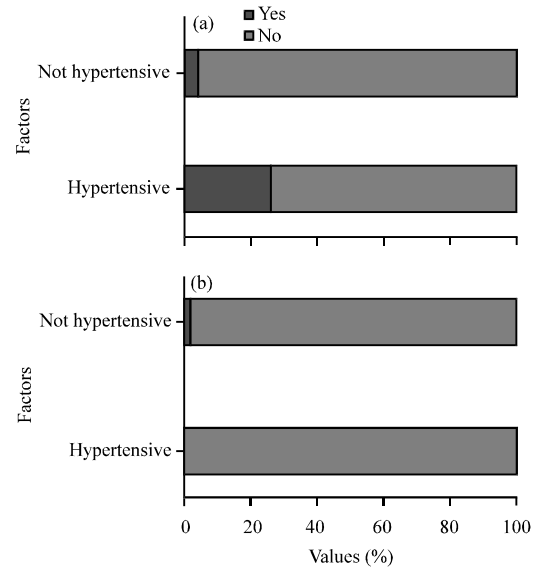 (a)
Yes
No
Not hypertensive
Factors
Hypertensive
(b)
Not hypertensive
Factors
Hypertensive
0 20 40 60 80 100
Values (%)